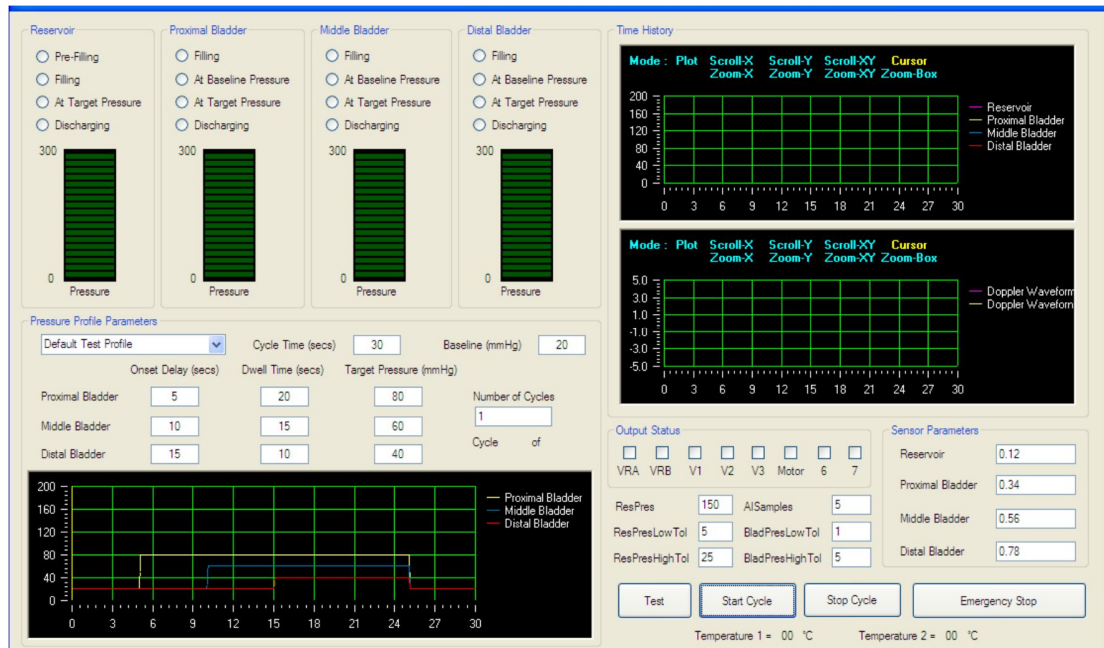 Reservoir
Pre-Filling
Filling
At Target Pressure
Discharging
300
0
Pressure
Proximal Bladder
Filling
At Baseline Pressure
At Target Pressure
Discharging
300
0
Pressure
Middle Bladder
Filling
At Baseline Pressure
At Target Pressure
Discharging
300
0
Pressure
Distal Bladder
Filling
At Baseline Pressure
At Target Pressure
Discharging
300
0
Pressure
Time History
Mode : Plot Scroll-X Scroll-Y Scroll-XY Cursor
Zoom-X Zoom-Y Zoom-XY Zoom-Box
200
160
120
80
40
0
0 3 6 9 12 15 18 21 24 27 30
Reservoir
Proximal Bladder
Middle Bladder
Distal Bladder
Mode : Plot Scroll-X Scroll-Y Scroll-XY Cursor
Zoom-X Zoom-Y Zoom-XY Zoom-Box
5.0
3.0
1.0
-1.0
-3.0
-5.0
0 3 6 9 12 15 18 21 24 27 30
Doppler Waveform
Doppler Waveforn
Pressure Profile Parameters
Default Test Profile Cycle Time (secs) 30 Baseline (mmHg) 20
Onset Delay (secs) Dwell Time (secs) Target Pressure (mmHg)
Proximal Bladder 5 20 80
Middle Bladder 10 15 60
Distal Bladder 15 10 40
Number of Cycles
1
Cycle of
200
160
120
80
40
0
0 3 6 9 12 15 18 21 24 27 30
Proximal Bladder
Middle Bladder
Distal Bladder
Output Status
VRA VRB V1 V2 V3 Motor 6 7
ResPres 150 AISamples 5
ResPresLowTol 5 BladPresLowTol 1
ResPresHighTol 25 BladPresHighTol 5
Sensor Parameters
Reservoir 0.12
Proximal Bladder 0.34
Middle Bladder 0.56
Distal Bladder 0.78
Test Start Cycle Stop Cycle Emergency Stop
Temperature 1 = 00 °C Temperature 2 = 00 °C